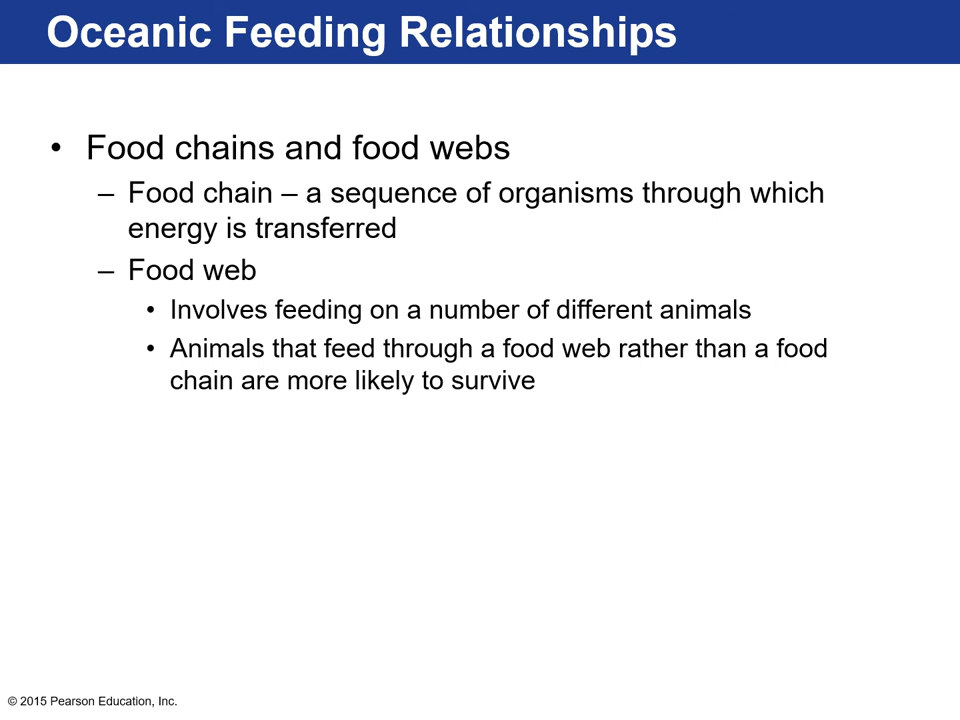 Oceanic Feeding Relationships
• Food chains and food webs
– Food chain – a sequence of organisms through which
energy is transferred
– Food web
• Involves feeding on a number of different animals
• Animals that feed through a food web rather than a food
chain are more likely to survive
© 2015 Pearson Education, Inc.